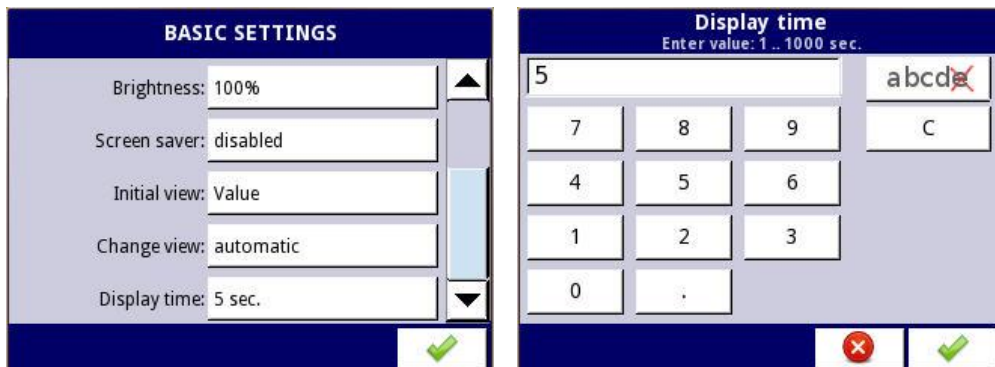 BASIC SETTINGS
Brightness: 100%
Screen saver: disabled
Initial view: Value
Change view: automatic
Display time: 5 sec.
Display time
Enter value: 1 .. 1000 sec.
5
abcde
7 8 9 C
4 5 6
1 2 3
0 .